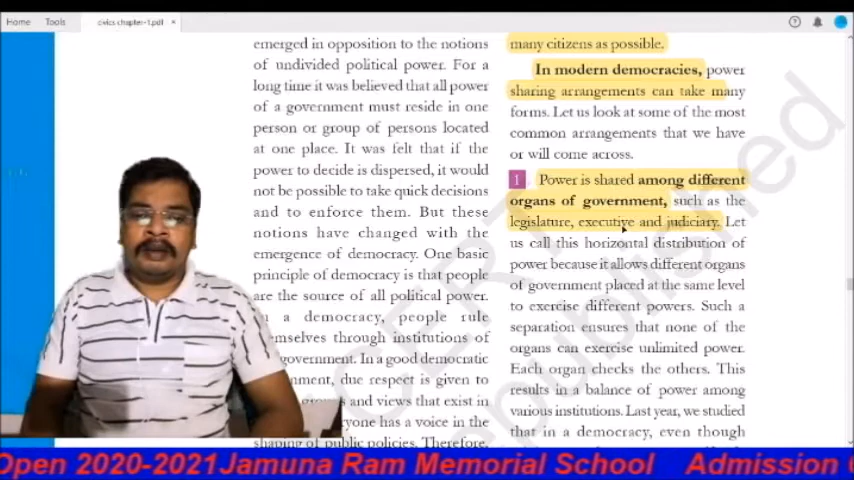 Home Tools civics chapter-1.pdf ×
emerged in opposition to the notions
of undivided political power. For a
long time it was believed that all power
of a government must reside in one
person or group of persons located
at one place. It was felt that if the
power to decide is dispersed, it would
not be possible to take quick decisions
and to enforce them. But these
notions have changed with the
emergence of democracy. One basic
principle of democracy is that people
are the source of all political power.
a democracy, people rule
themselves through institutions of
government. In a good democratic
due respect is given to
and views that exist in
a voice in the
shaping of public policies. Therefore,
many citizens as possible.
In modern democracies, power
sharing arrangements can take many
forms. Let us look at some of the most
common arrangements that we have
or will come across.
1 Power is shared among different
organs of government, such as the
legislature, executive and judiciary. Let
us call this horizontal distribution of
power because it allows different organs
of government placed at the same level
to exercise different powers. Such a
separation ensures that none of the
organs can exercise unlimited power.
Each organ checks the others. This
results in a balance of power among
various institutions. Last year, we studied
that in a democracy, even though
Open 2020-2021 Jamuna Ram Memorial School Admission